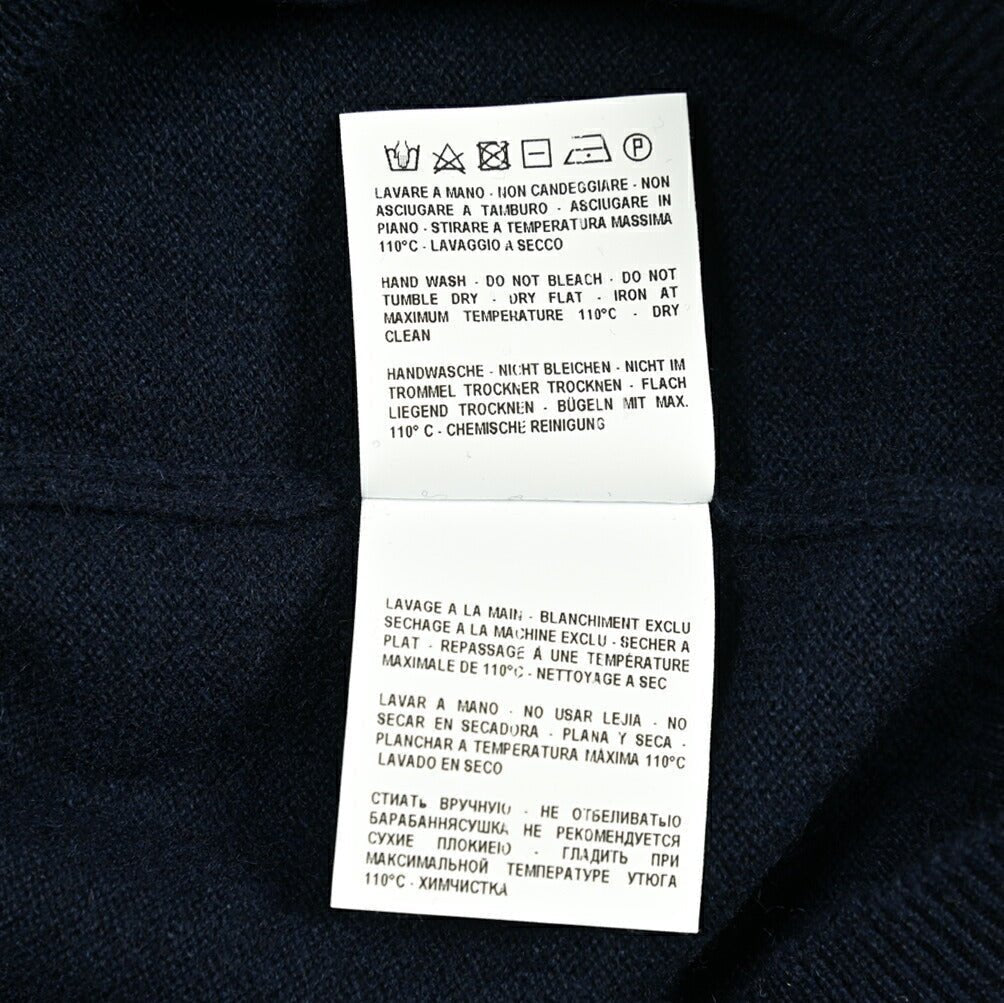 P
LAVARE A MANO - NON CANDEGGIARE - NON
ASCIUGARE A TAMBURO - ASCIUGARE IN
PIANO - STIRARE A TEMPERATURA MASSIMA
110°C - LAVAGGIO A SECCO
HAND WASH - DO NOT BLEACH - DO NOT
TUMBLE DRY - DRY FLAT - IRON AT
MAXIMUM TEMPERATURE 110°C - DRY
CLEAN
HANDWASCHE - NICHT BLEICHEN - NICHT IM
TROMMEL TROCKNER TROCKNEN - FLACH
LIEGEND TROCKNEN - BÜGELN MIT MAX.
110° C - CHEMISCHE REINIGUNG
LAVAGE A LA MAIN - BLANCHIMENT EXCLU
SECHAGE A LA MACHINE EXCLU - SECHER A
PLAT - REPASSAGE Á UNE TEMPÉRATURE
MAXIMALE DE 110°C - NETTOYAGE A SEC
LAVAR A MANO - NO USAR LEJIA - NO
SECAR EN SECADORA - PLANA Y SECA -
PLANCHAR A TEMPERATURA MÁXIMA 110°C
LAVADO EN SECO
СТИАТЬ ВРУЧНУЮ - НЕ ОТБЕЛИВАТЬЮ
БАРАБАННЯСУШКА НЕ РЕКОМЕНДУЕТСЯ
СУХИЕ ПЛОКИЕЮ - ГЛАДИТЬ ПРИ
МАКСИМАЛЬНОЙ ТЕМПЕРАТУРЕ УТЮГА
110°C - ХИМЧИСТКА